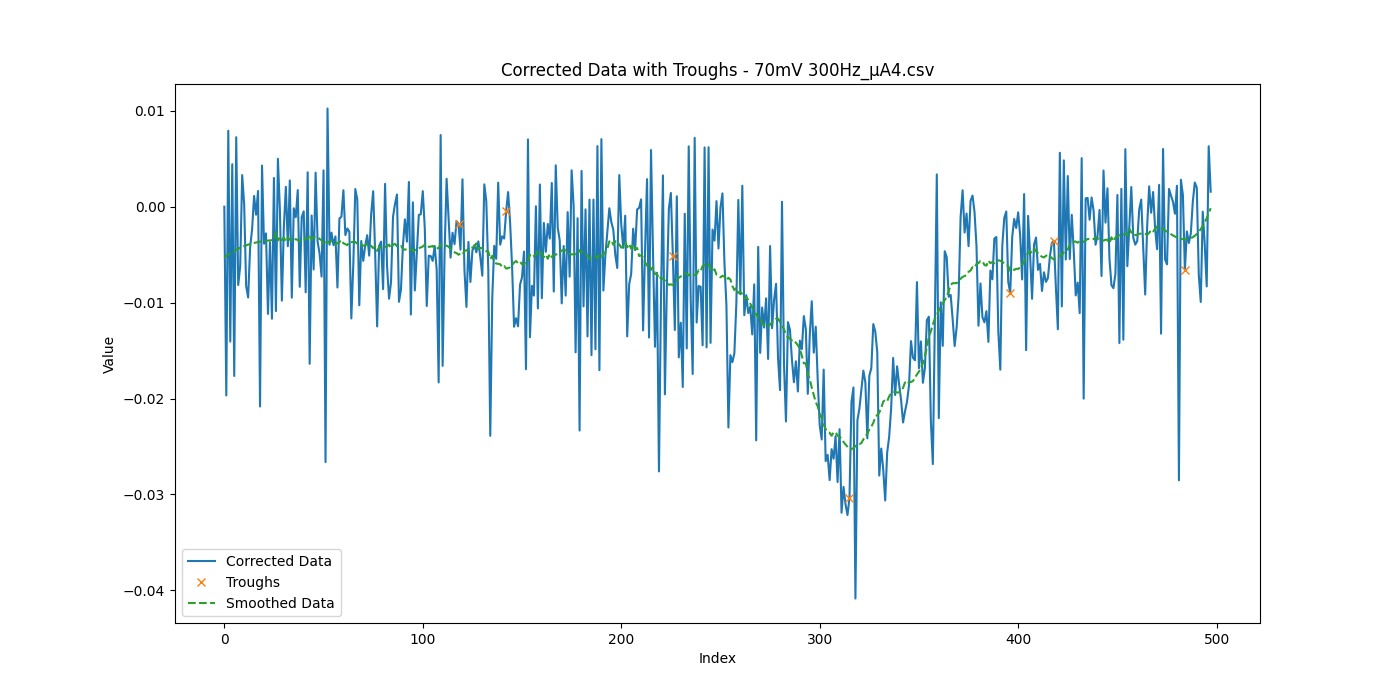 Corrected Data with Troughs - 70mV 300Hz_μA4.csv
0.01
0.00
−0.01
−0.02
−0.03
−0.04
Value
Corrected Data
Troughs
Smoothed Data
0 100 200 300 400 500
Index